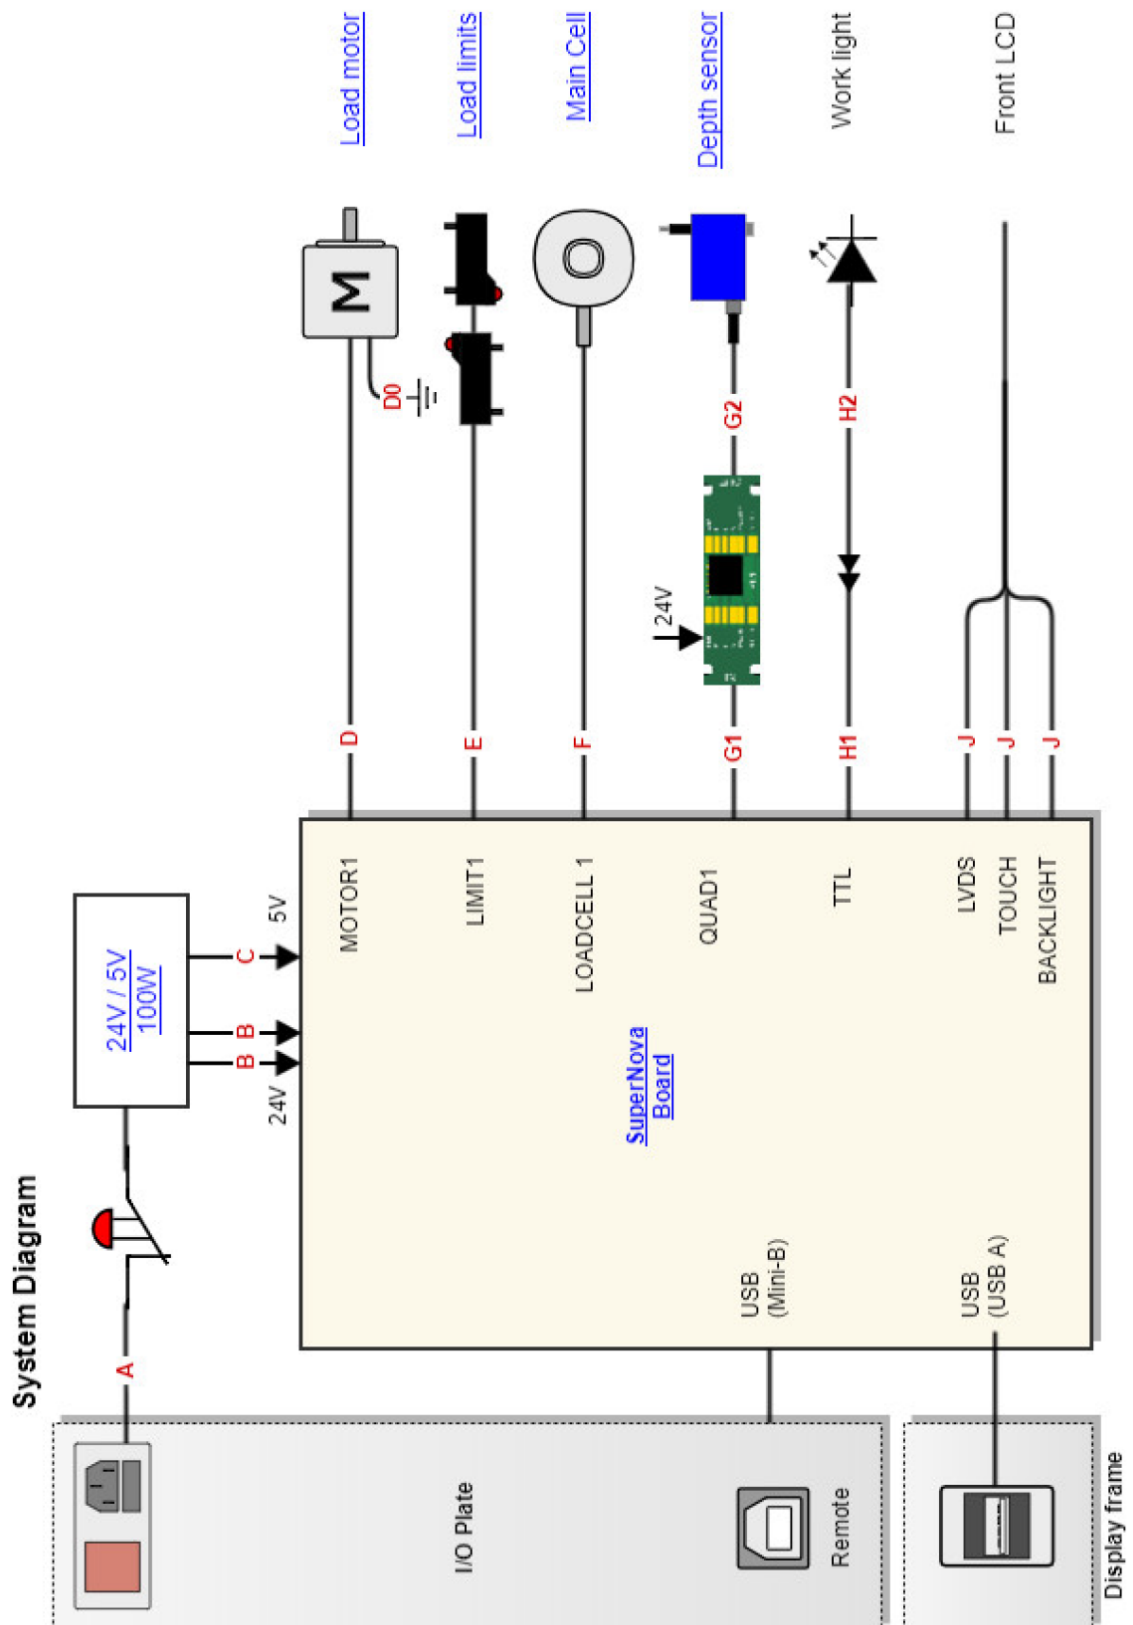 System Diagram
A
24V / 5V
100W
24V
B
B
C
5V
I/O Plate
Remote
Display frame
USB
(Mini-B)
USB
(USB A)
SuperNova
Board
MOTOR1
LIMIT1
LOADCELL 1
QUAD1
TTL
LVDS
TOUCH
BACKLIGHT
D
D0
M
Load motor
E
Load limits
F
Main Cell
G1
24V
G2
Depth sensor
H1
H2
Work light
J
J
J
Front LCD